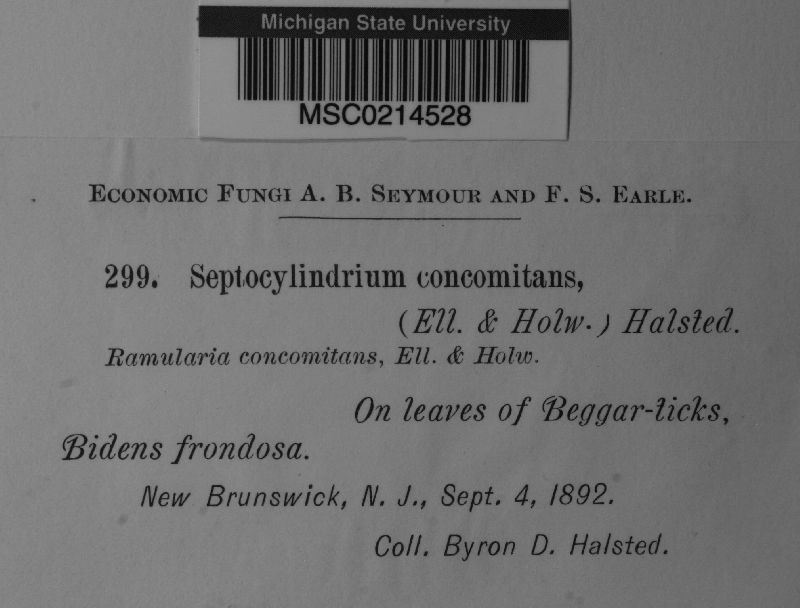 Michigan State University
MSC0214528
Economic Fungi A. B. Seymour and F. S. Earle.
299. Septocylindrium concomitans,
(Ell. & Holw.) Halsted.
Ramularia concomitans, Ell. & Holw.
On leaves of Beggar-ticks,
Bidens frondosa.
New Brunswick, N. J., Sept. 4, 1892.
Coll. Byron D. Halsted.